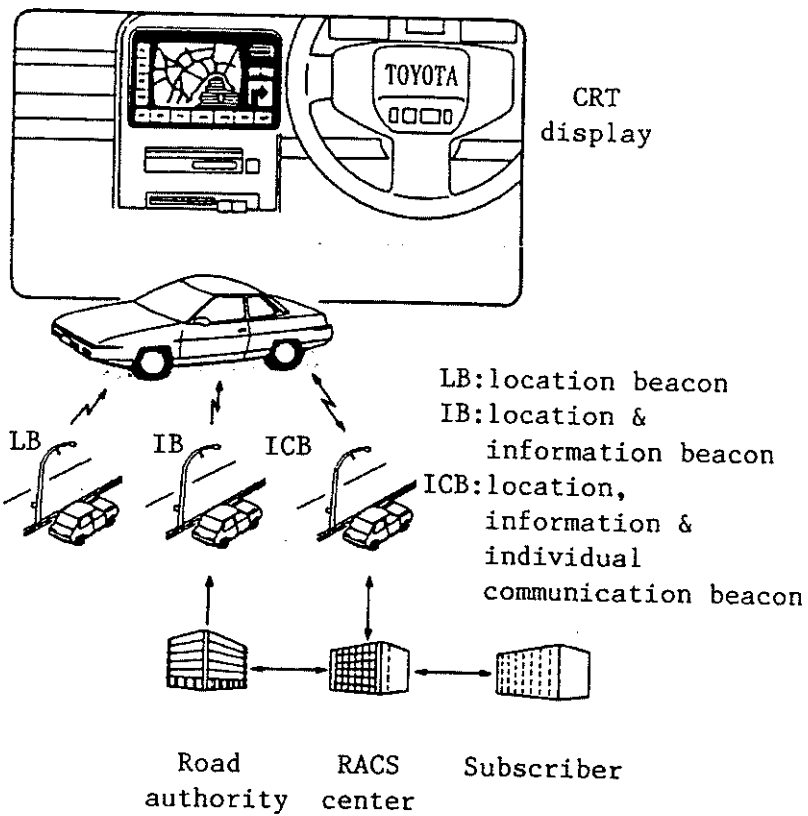 TOYOTA
CRT
display
LB:location beacon
IB:location &
information beacon
ICB:location,
information &
individual
communication beacon
LB
IB
ICB
Road
authority
RACS
center
Subscriber